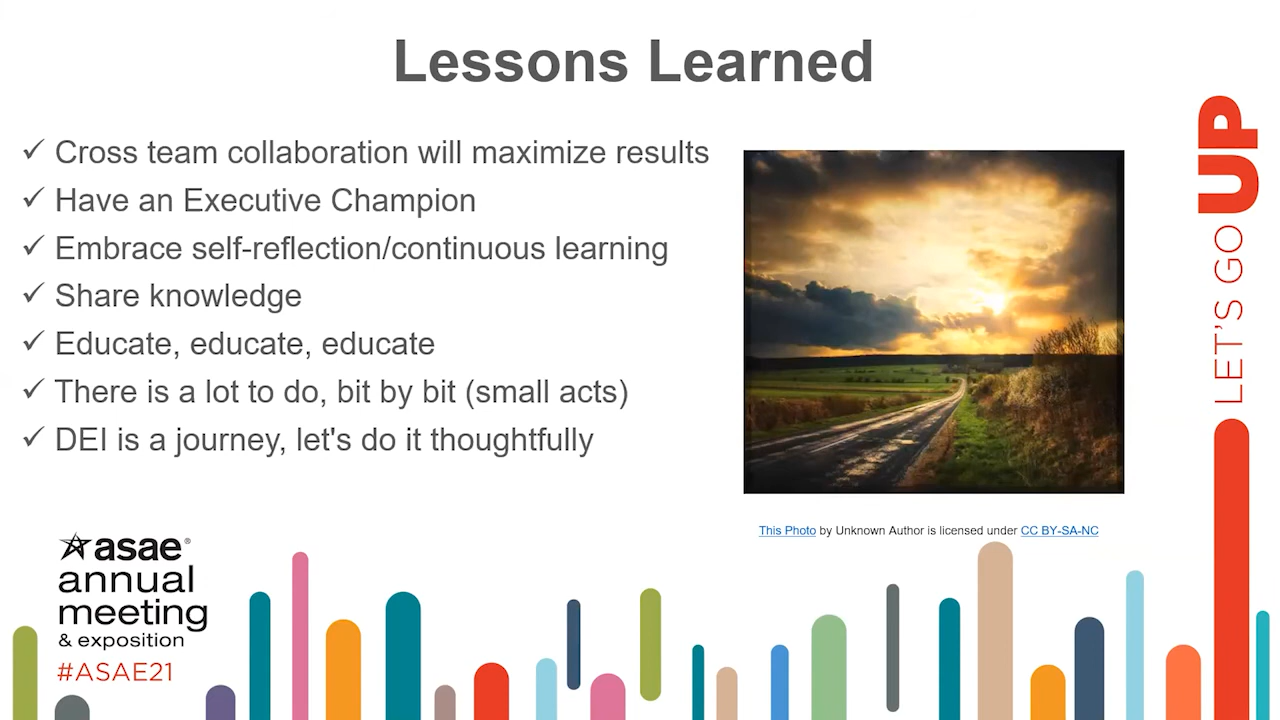 Lessons Learned
✓ Cross team collaboration will maximize results
✓ Have an Executive Champion
✓ Embrace self-reflection/continuous learning
✓ Share knowledge
✓ Educate, educate, educate
✓ There is a lot to do, bit by bit (small acts)
✓ DEI is a journey, let's do it thoughtfully
This Photo by Unknown Author is licensed under CC BY-SA-NC
asae®
annual
meeting
& exposition
#ASAE21
LET'S GO UP